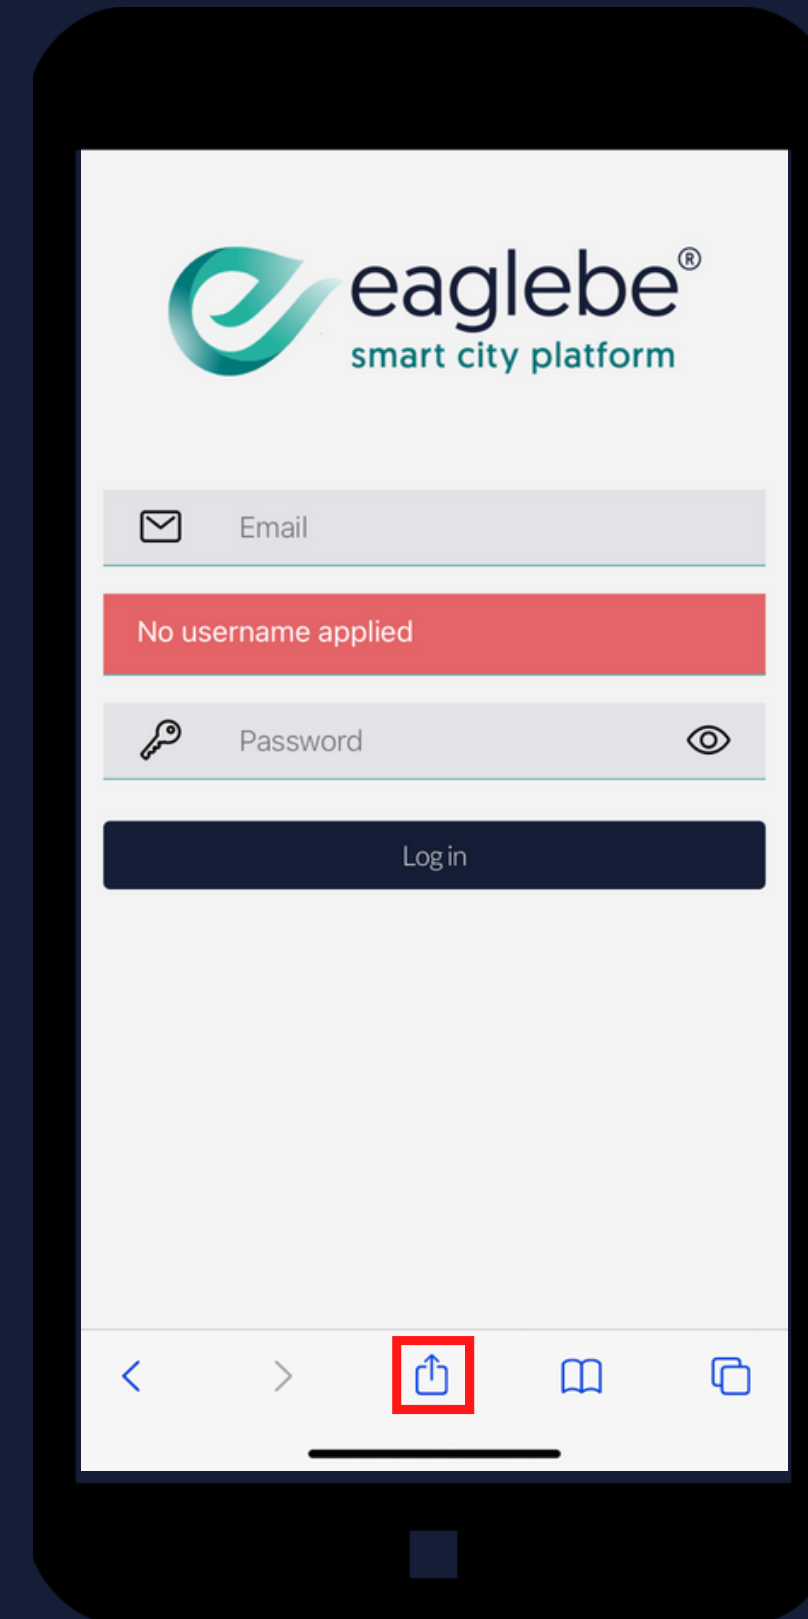 eaglebe®
smart city platform
Email
No username applied
Password
Log in